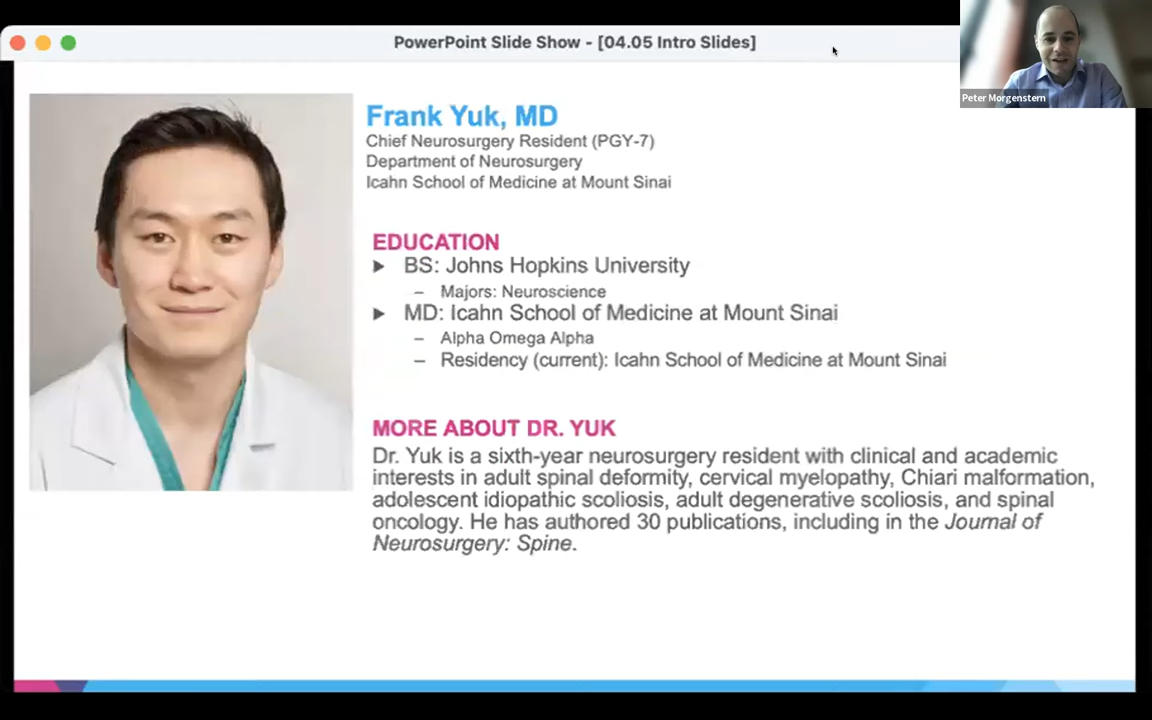 PowerPoint Slide Show - [04.05 Intro Slides]
Peter Morgenstern
Frank Yuk, MD
Chief Neurosurgery Resident (PGY-7)
Department of Neurosurgery
Icahn School of Medicine at Mount Sinai
EDUCATION
BS: Johns Hopkins University
– Majors: Neuroscience
MD: Icahn School of Medicine at Mount Sinai
– Alpha Omega Alpha
– Residency (current): Icahn School of Medicine at Mount Sinai
MORE ABOUT DR. YUK
Dr. Yuk is a sixth-year neurosurgery resident with clinical and academic
interests in adult spinal deformity, cervical myelopathy, Chiari malformation,
adolescent idiopathic scoliosis, adult degenerative scoliosis, and spinal
oncology. He has authored 30 publications, including in the Journal of
Neurosurgery: Spine.